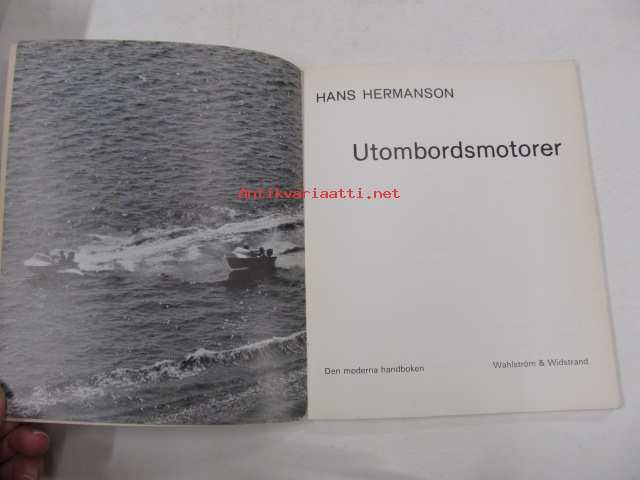 HANS HERMANSON
Utombordsmotorer
Antikvariaatti.net
Den moderna handboken
Wahlström & Widstrand